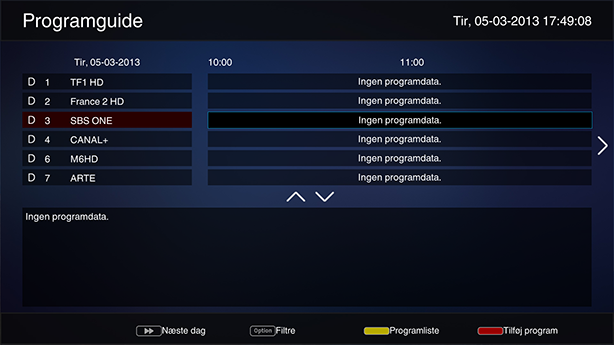 Programguide Tir, 05-03-2013 17:49:08
Tir, 05-03-2013 10:00 11:00
D 1 TF1 HD Ingen programdata.
D 2 France 2 HD Ingen programdata.
D 3 SBS ONE Ingen programdata.
D 4 CANAL+ Ingen programdata.
D 6 M6HD Ingen programdata.
D 7 ARTE Ingen programdata.
Ingen programdata.
Næste dag Option Filtre Programliste Tilføj program